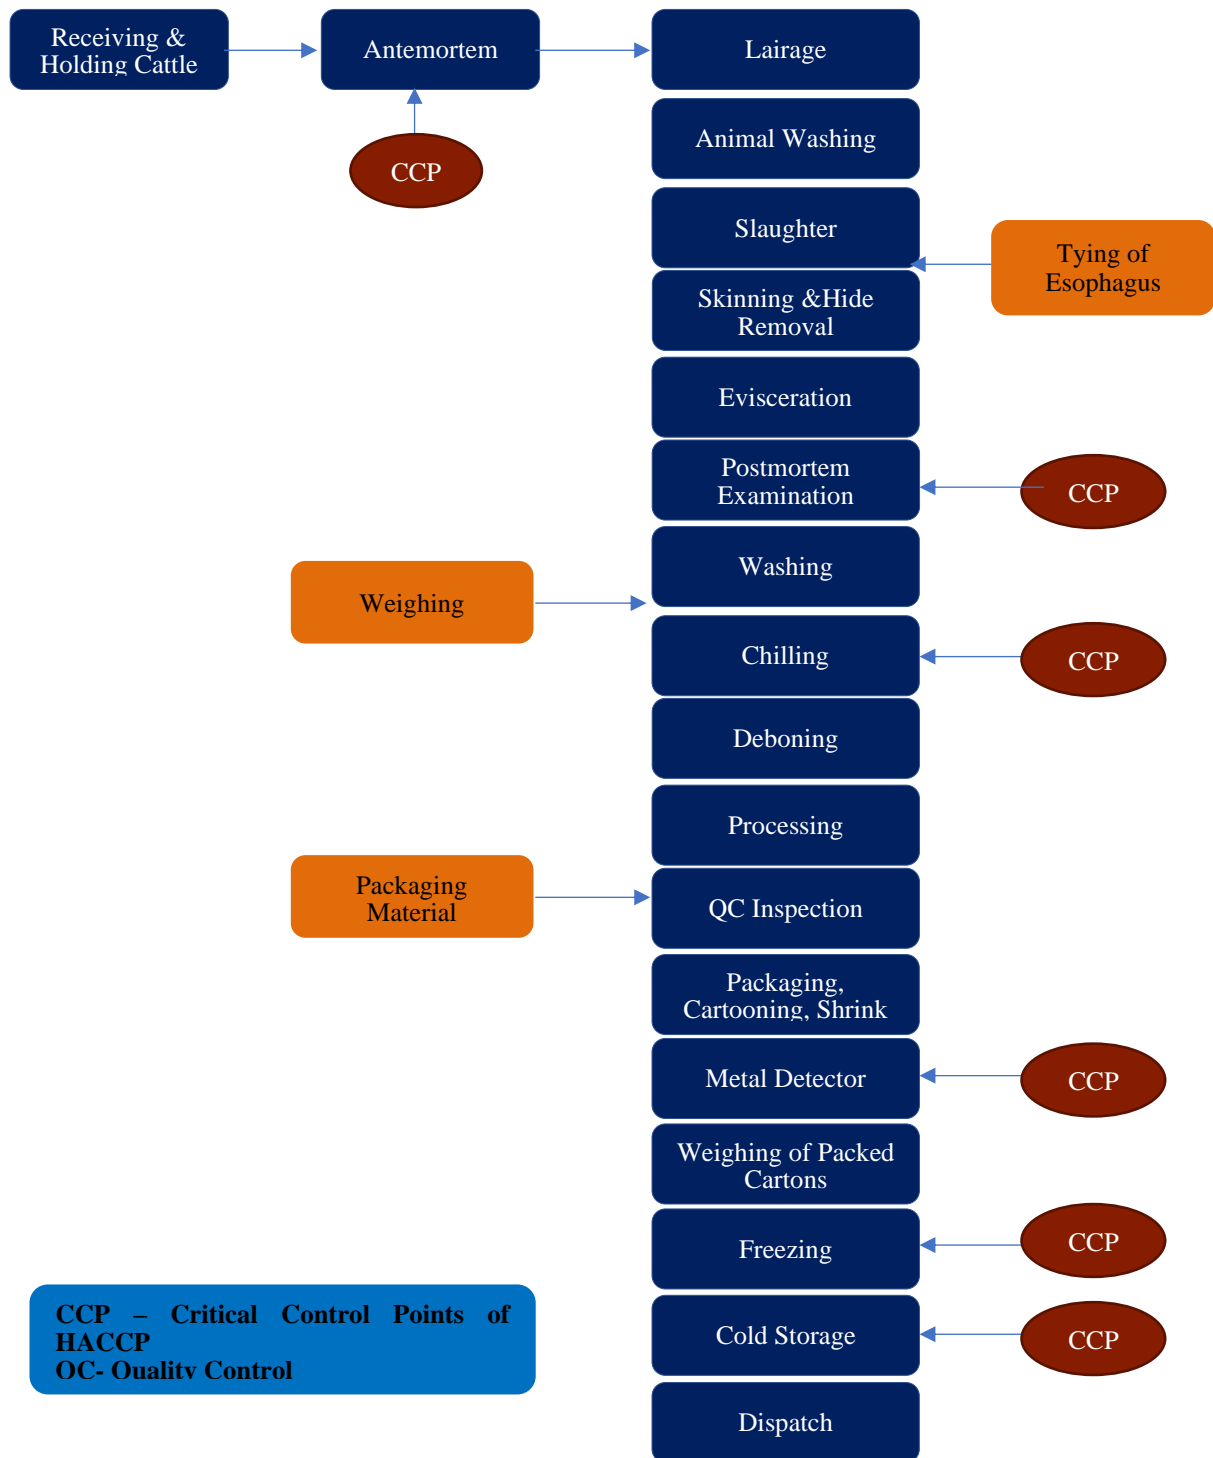 Receiving &
Holding Cattle
Antemortem
Lairage
CCP
Animal Washing
Slaughter
Tying of
Esophagus
Skinning &Hide
Removal
Evisceration
Postmortem
Examination
CCP
Washing
Weighing
Chilling
CCP
Deboning
Processing
Packaging
Material
QC Inspection
Packaging,
Cartooning, Shrink
Metal Detector
CCP
Weighing of Packed
Cartons
Freezing
CCP
CCP – Critical Control Points of
HACCP
QC- Quality Control
Cold Storage
CCP
Dispatch